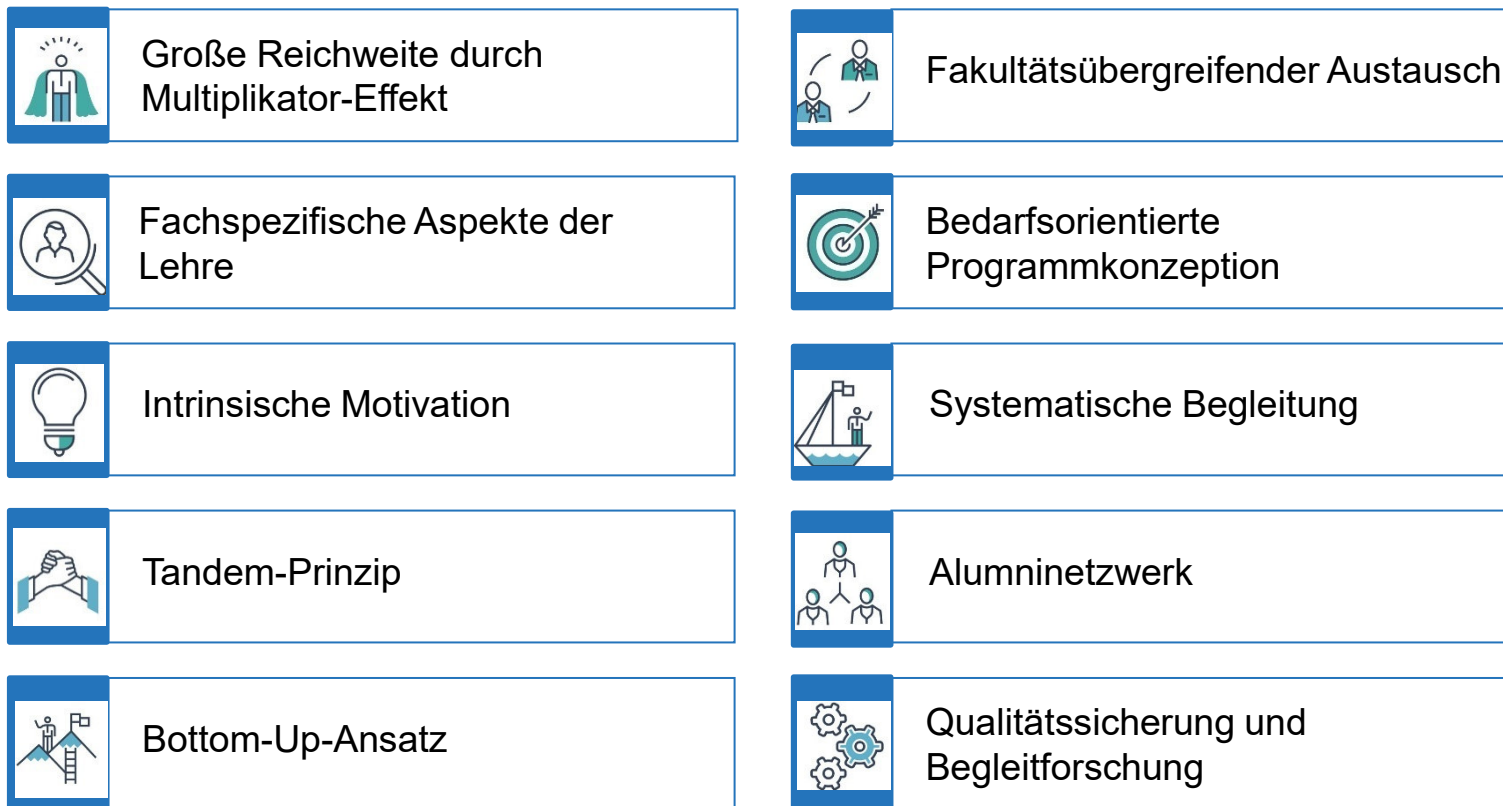 Große Reichweite durch
Multiplikator-Effekt
Fachspezifische Aspekte der
Lehre
Intrinsische Motivation
Tandem-Prinzip
Bottom-Up-Ansatz
Fakultätsübergreifender Austausch
Bedarfsorientierte
Programmkonzeption
Systematische Begleitung
Alumninetzwerk
Qualitätssicherung und
Begleitforschung